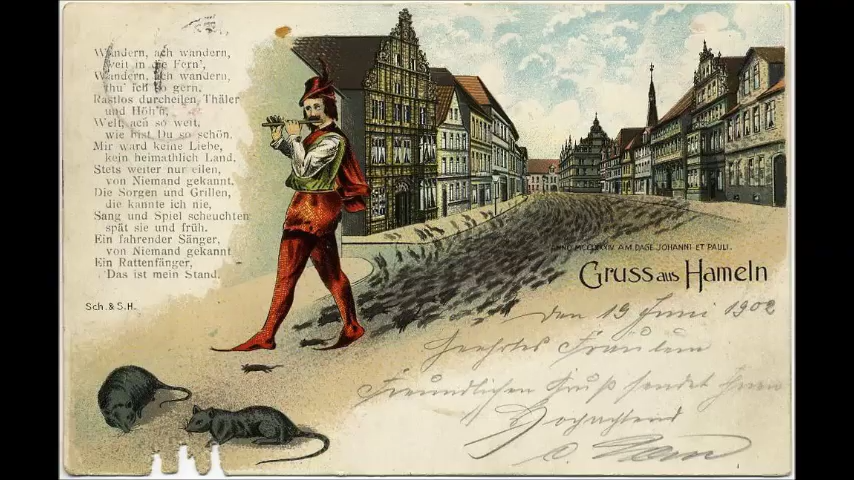 Wandern, ach wandern,
weit in die Fern',
Wandern, ach wandern,
thu' ich so gern,
Rastlos durcheilen Thäler
und Höh'n,
Welt, ach so weit,
wie bist Du so schön.
Mir ward keine Liebe,
kein heimathlich Land,
Stets weiter nur eilen,
von Niemand gekannt.
Die Sorgen und Grillen,
die kannte ich nie,
Sang und Spiel scheuchten
spät sie und früh.
Ein fahrender Sänger,
von Niemand gekannt
Ein Rattenfänger,
Das ist mein Stand.
Sch. & S.H.
ANNO MCCLXXXIV AM DAGE JOHANNI ET PAULI.
Gruss aus Hameln
den 19 Juni 1902
Geehrtes Fräulein
Freundlichen Gruß sendet Ihnen
Hochachtend